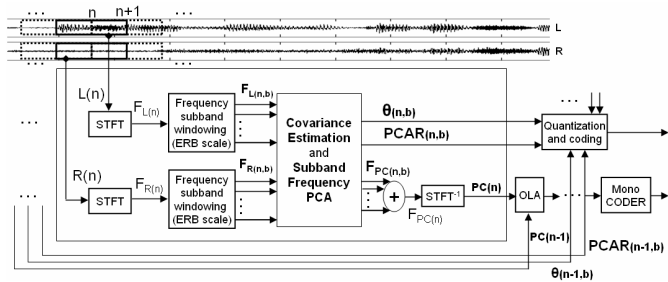 ... n n+1 ...
L
R
... ...
L(n)
STFT
F_L(n)
Frequency
subband
windowing
(ERB scale)
F_L(n,b)
...
R(n)
STFT
F_R(n)
Frequency
subband
windowing
(ERB scale)
F_R(n,b)
Covariance
Estimation
and
Subband
Frequency
PCA
θ(n,b)
PCAR(n,b)
F_PC(n,b)
+
F_PC(n)
STFT⁻¹
PC(n)
OLA
...
Quantization
and coding
Mono
CODER
PC(n-1)
PCAR(n-1,b)
θ(n-1,b)